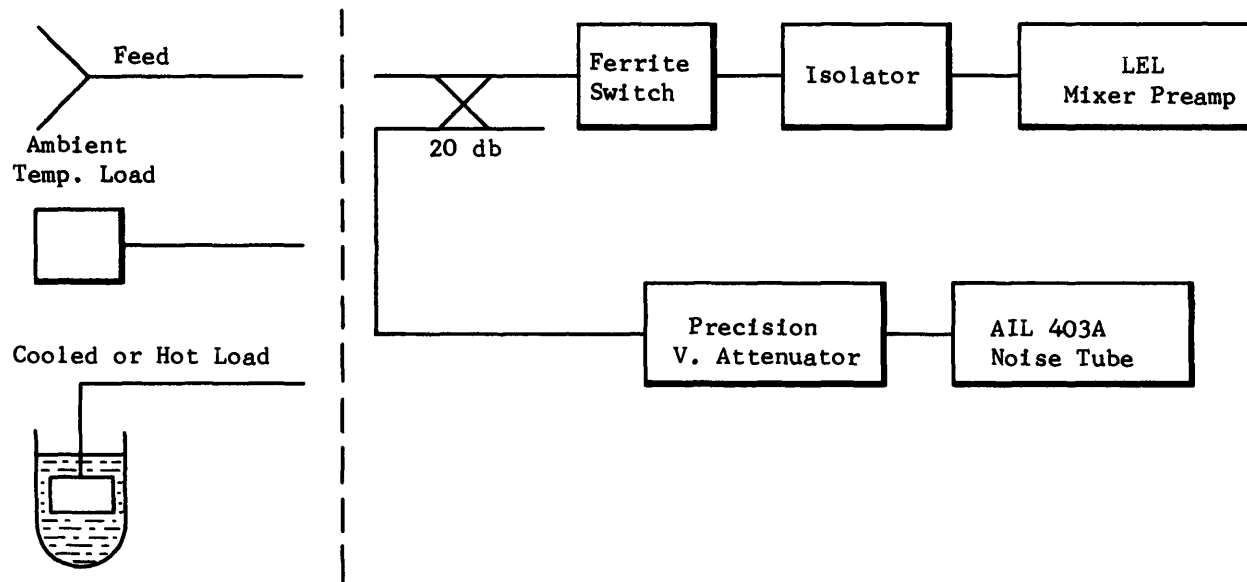 Feed
Ambient
Temp. Load
Cooled or Hot Load
20 db
Ferrite
Switch
Isolator
LEL
Mixer Preamp
Precision
V. Attenuator
AIL 403A
Noise Tube